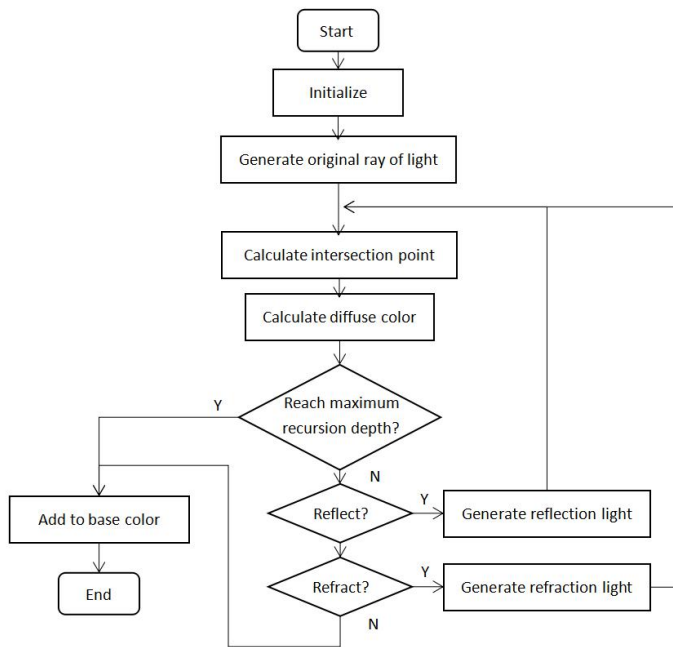 Start
Initialize
Generate original ray of light
Calculate intersection point
Calculate diffuse color
Reach maximum
recursion depth?
Y
N
Reflect?
Y
Generate reflection light
Add to base color
Refract?
Y
Generate refraction light
N
End